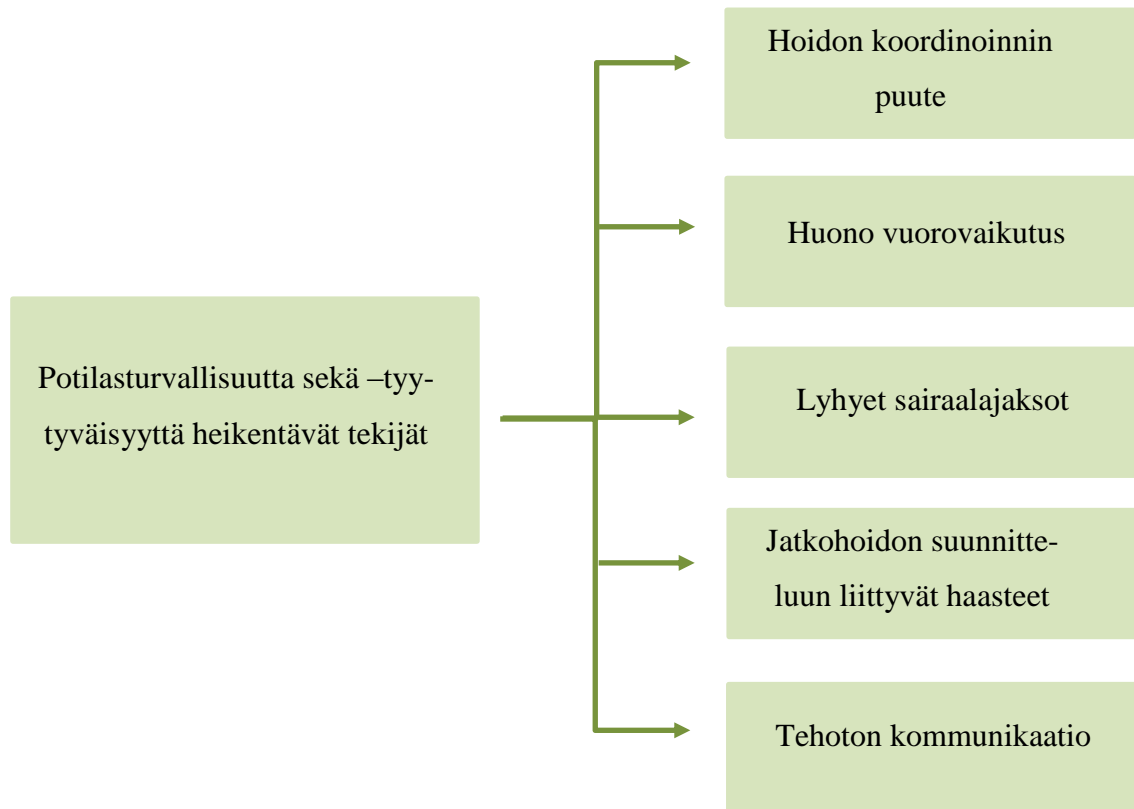 Hoidon koordinoinnin
puute
Huono vuorovaikutus
Potilasturvallisuutta sekä –tyy-
tyväisyyttä heikentävät tekijät
Lyhyet sairaalajaksot
Jatkohoidon suunnitte-
luun liittyvät haasteet
Tehoton kommunikaatio